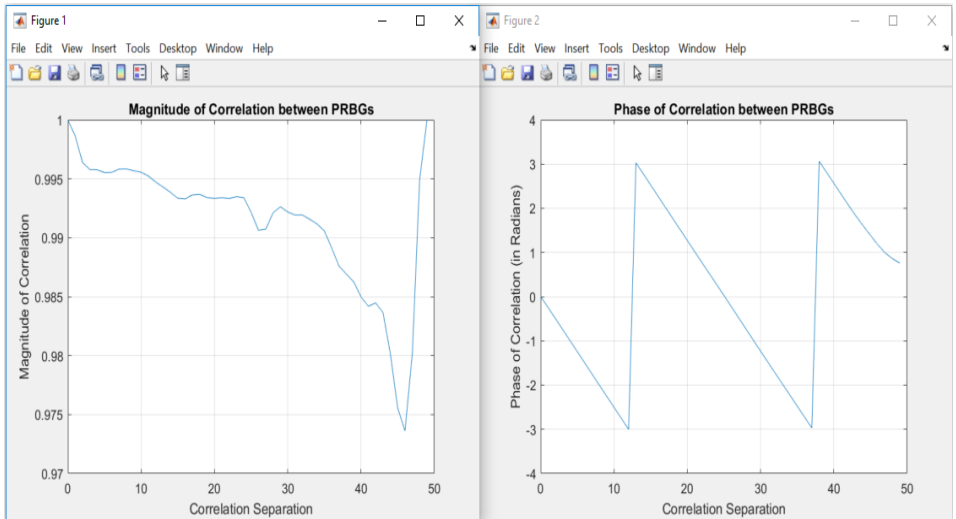 Figure 1
File Edit View Insert Tools Desktop Window Help
Magnitude of Correlation between PRBGs
1
0.995
0.99
0.985
0.98
0.975
0.97
Magnitude of Correlation
0 10 20 30 40 50
Correlation Separation
Figure 2
File Edit View Insert Tools Desktop Window Help
Phase of Correlation between PRBGs
4
3
2
1
0
-1
-2
-3
-4
Phase of Correlation (in Radians)
0 10 20 30 40 50
Correlation Separation